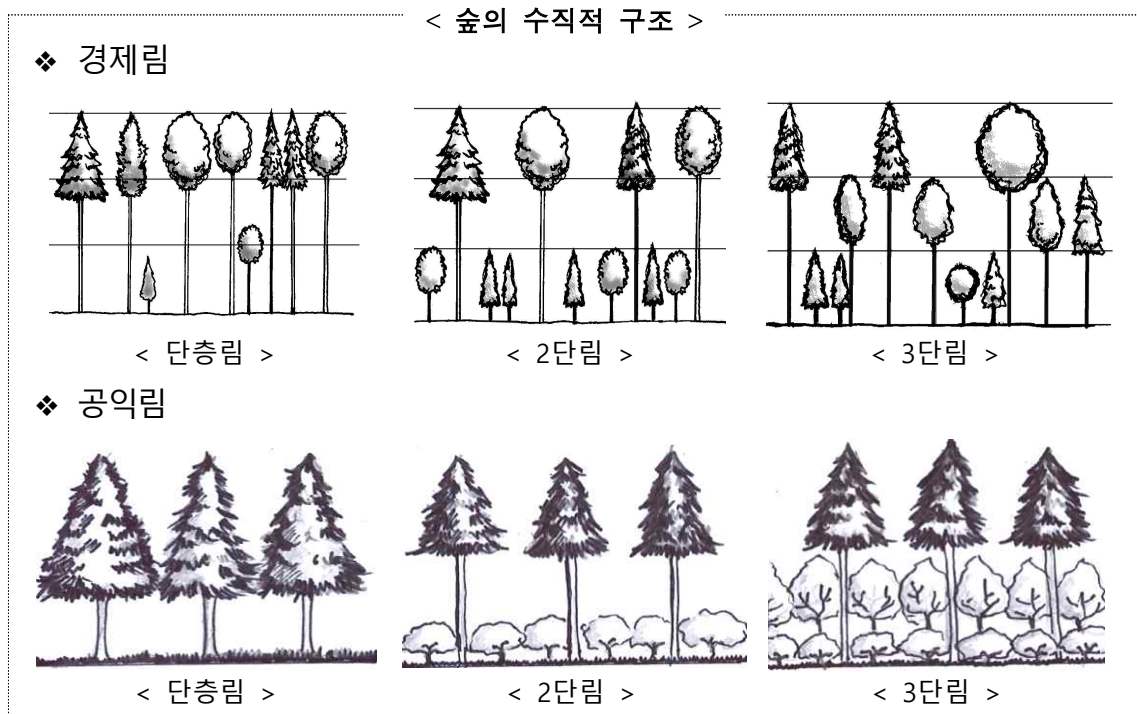 < 숲의 수직적 구조 >
❖ 경제림
< 단층림 > < 2단림 > < 3단림 >
❖ 공익림
< 단층림 > < 2단림 > < 3단림 >